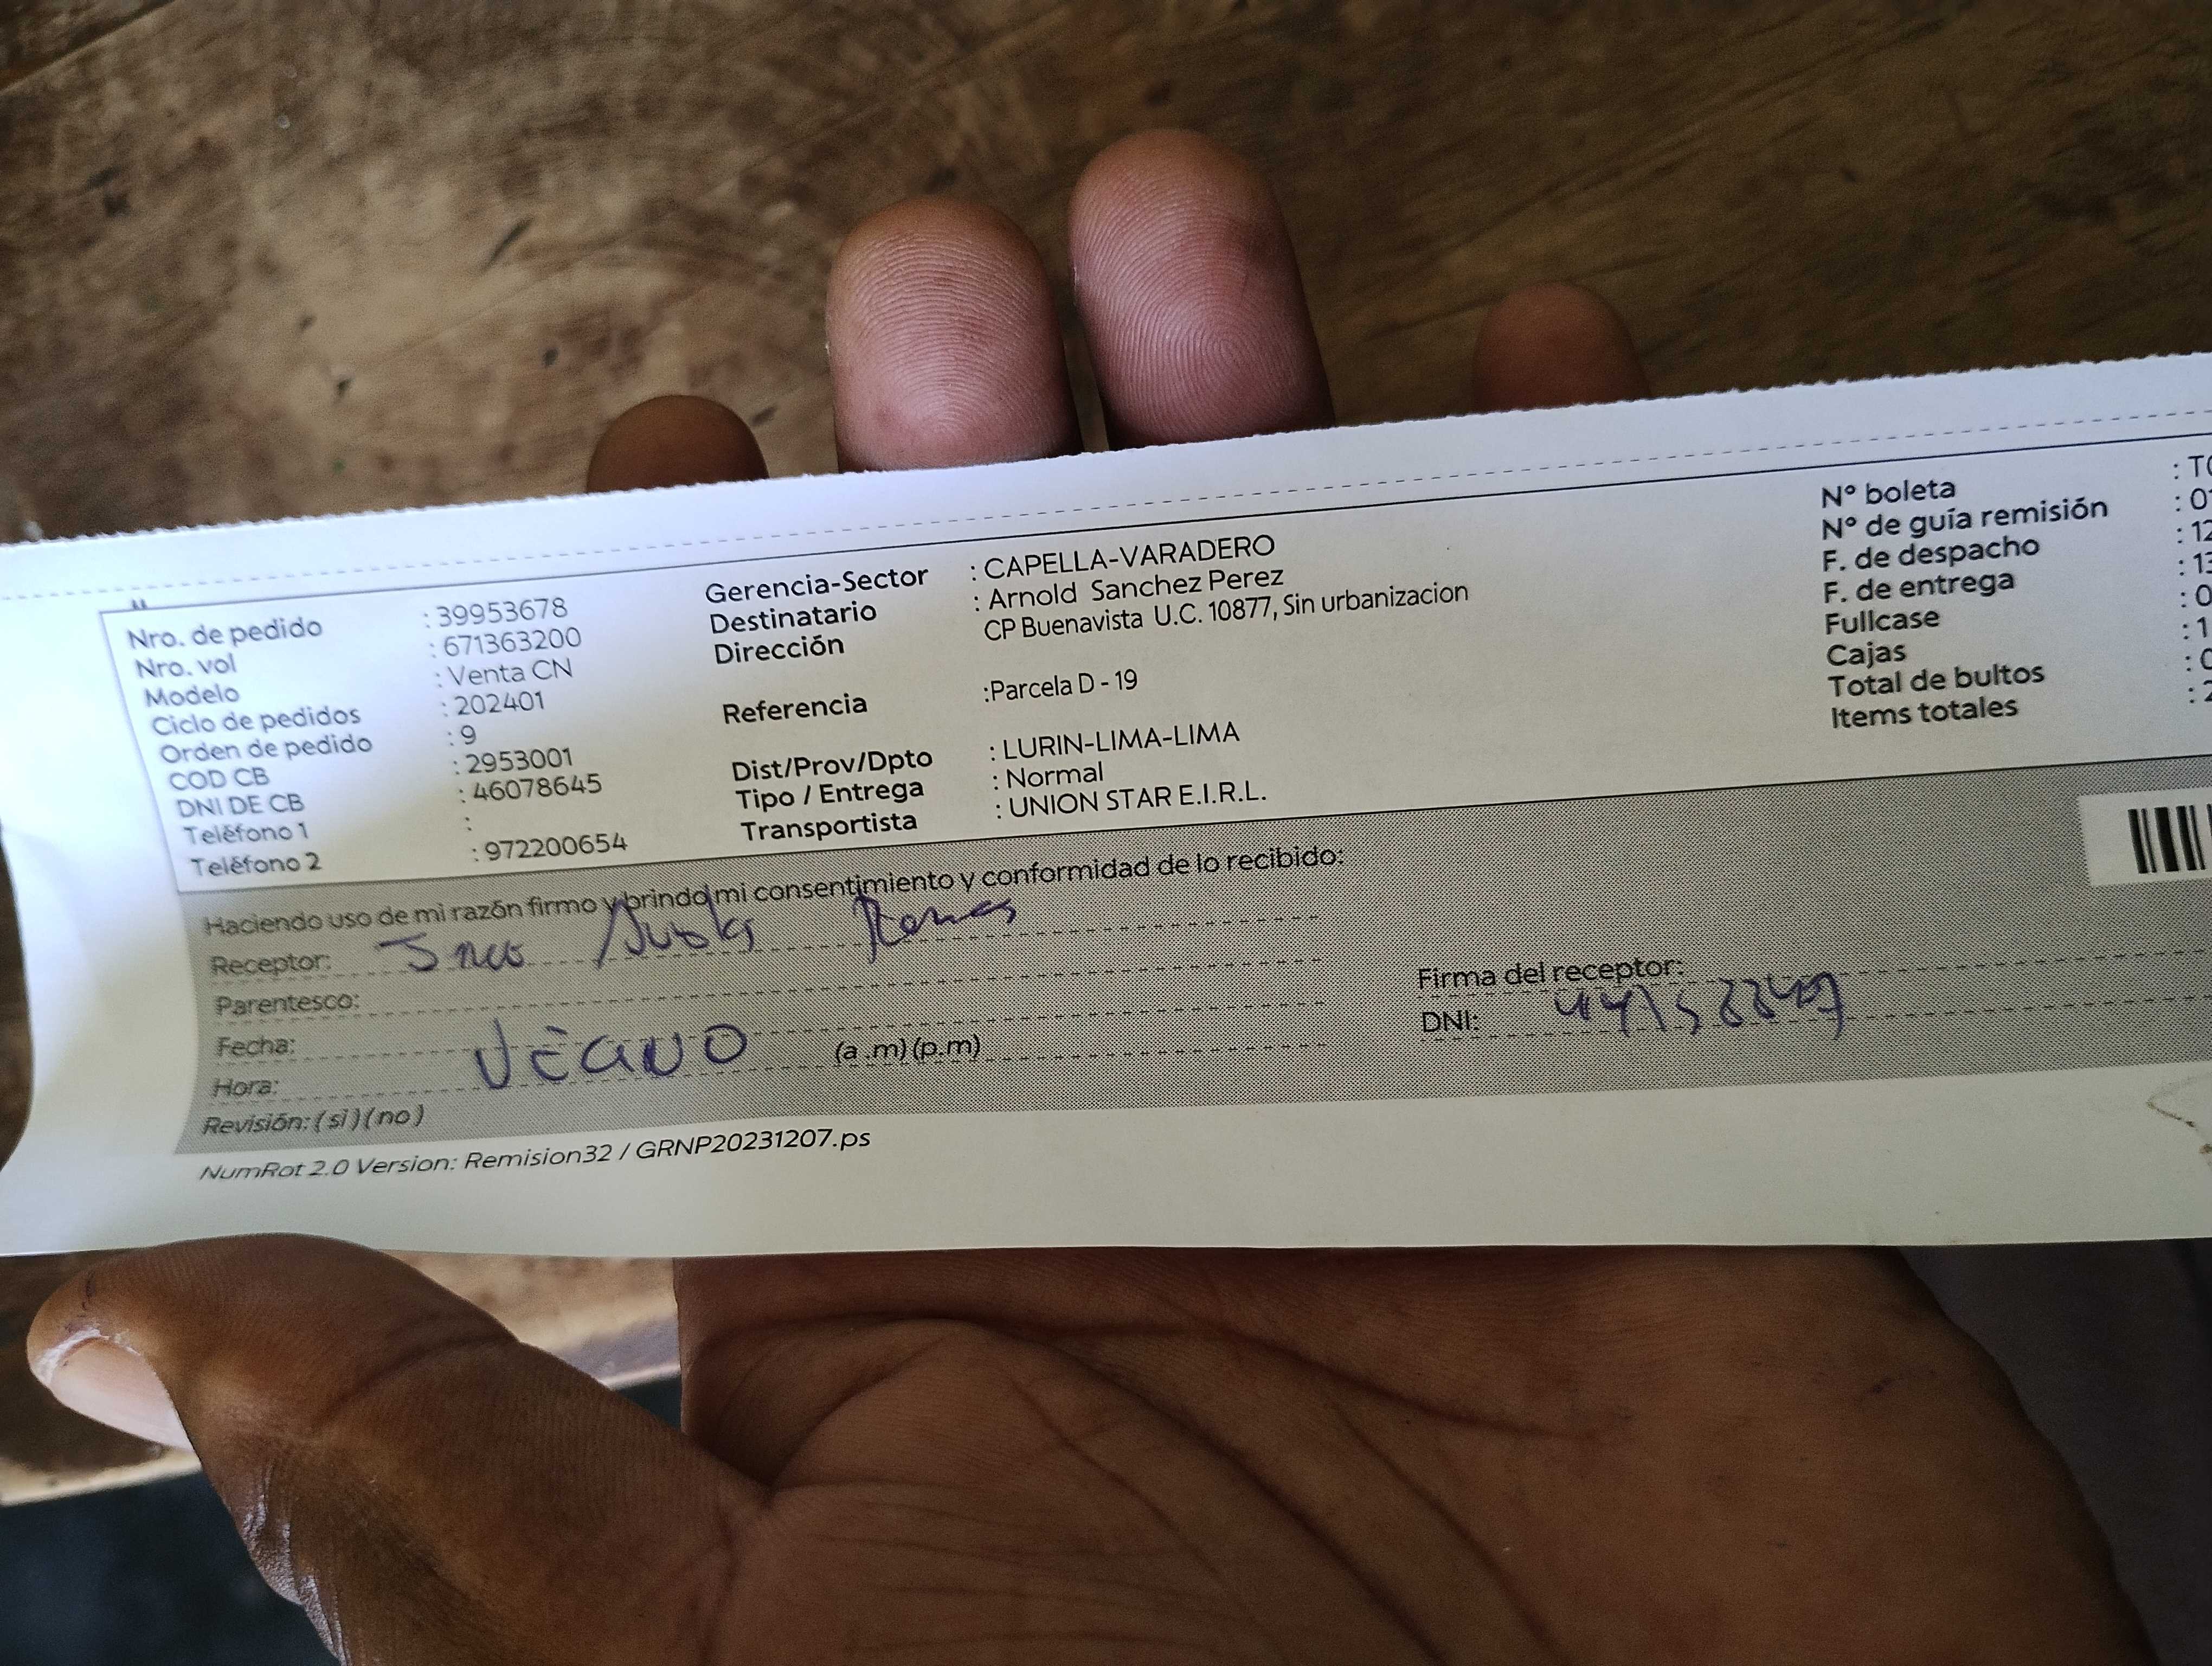 Nro. de pedido : 39953678
Nro. vol : 671363200
Modelo : Venta CN
Ciclo de pedidos : 202401
Orden de pedido : 9
COD CB : 2953001
DNI DE CB : 46078645
Teléfono 1 :
Teléfono 2 : 972200654
Gerencia-Sector : CAPELLA-VARADERO
Destinatario : Arnold Sanchez Perez
Dirección CP Buenavista U.C. 10877, Sin urbanizacion
Referencia :Parcela D - 19
Dist/Prov/Dpto : LURIN-LIMA-LIMA
Tipo / Entrega : Normal
Transportista : UNION STAR E.I.R.L.
N° boleta
N° de guía remisión
F. de despacho
F. de entrega
Fullcase
Cajas
Total de bultos
Items totales
Haciendo uso de mi razón firmo y brindo mi consentimiento y conformidad de lo recibido:
Receptor:
Parentesco:
Fecha:
Hora: (a .m) (p.m)
Revisión: ( si ) ( no )
Firma del receptor:
DNI:
NumRot 2.0 Version: Remision32 / GRNP20231207.ps